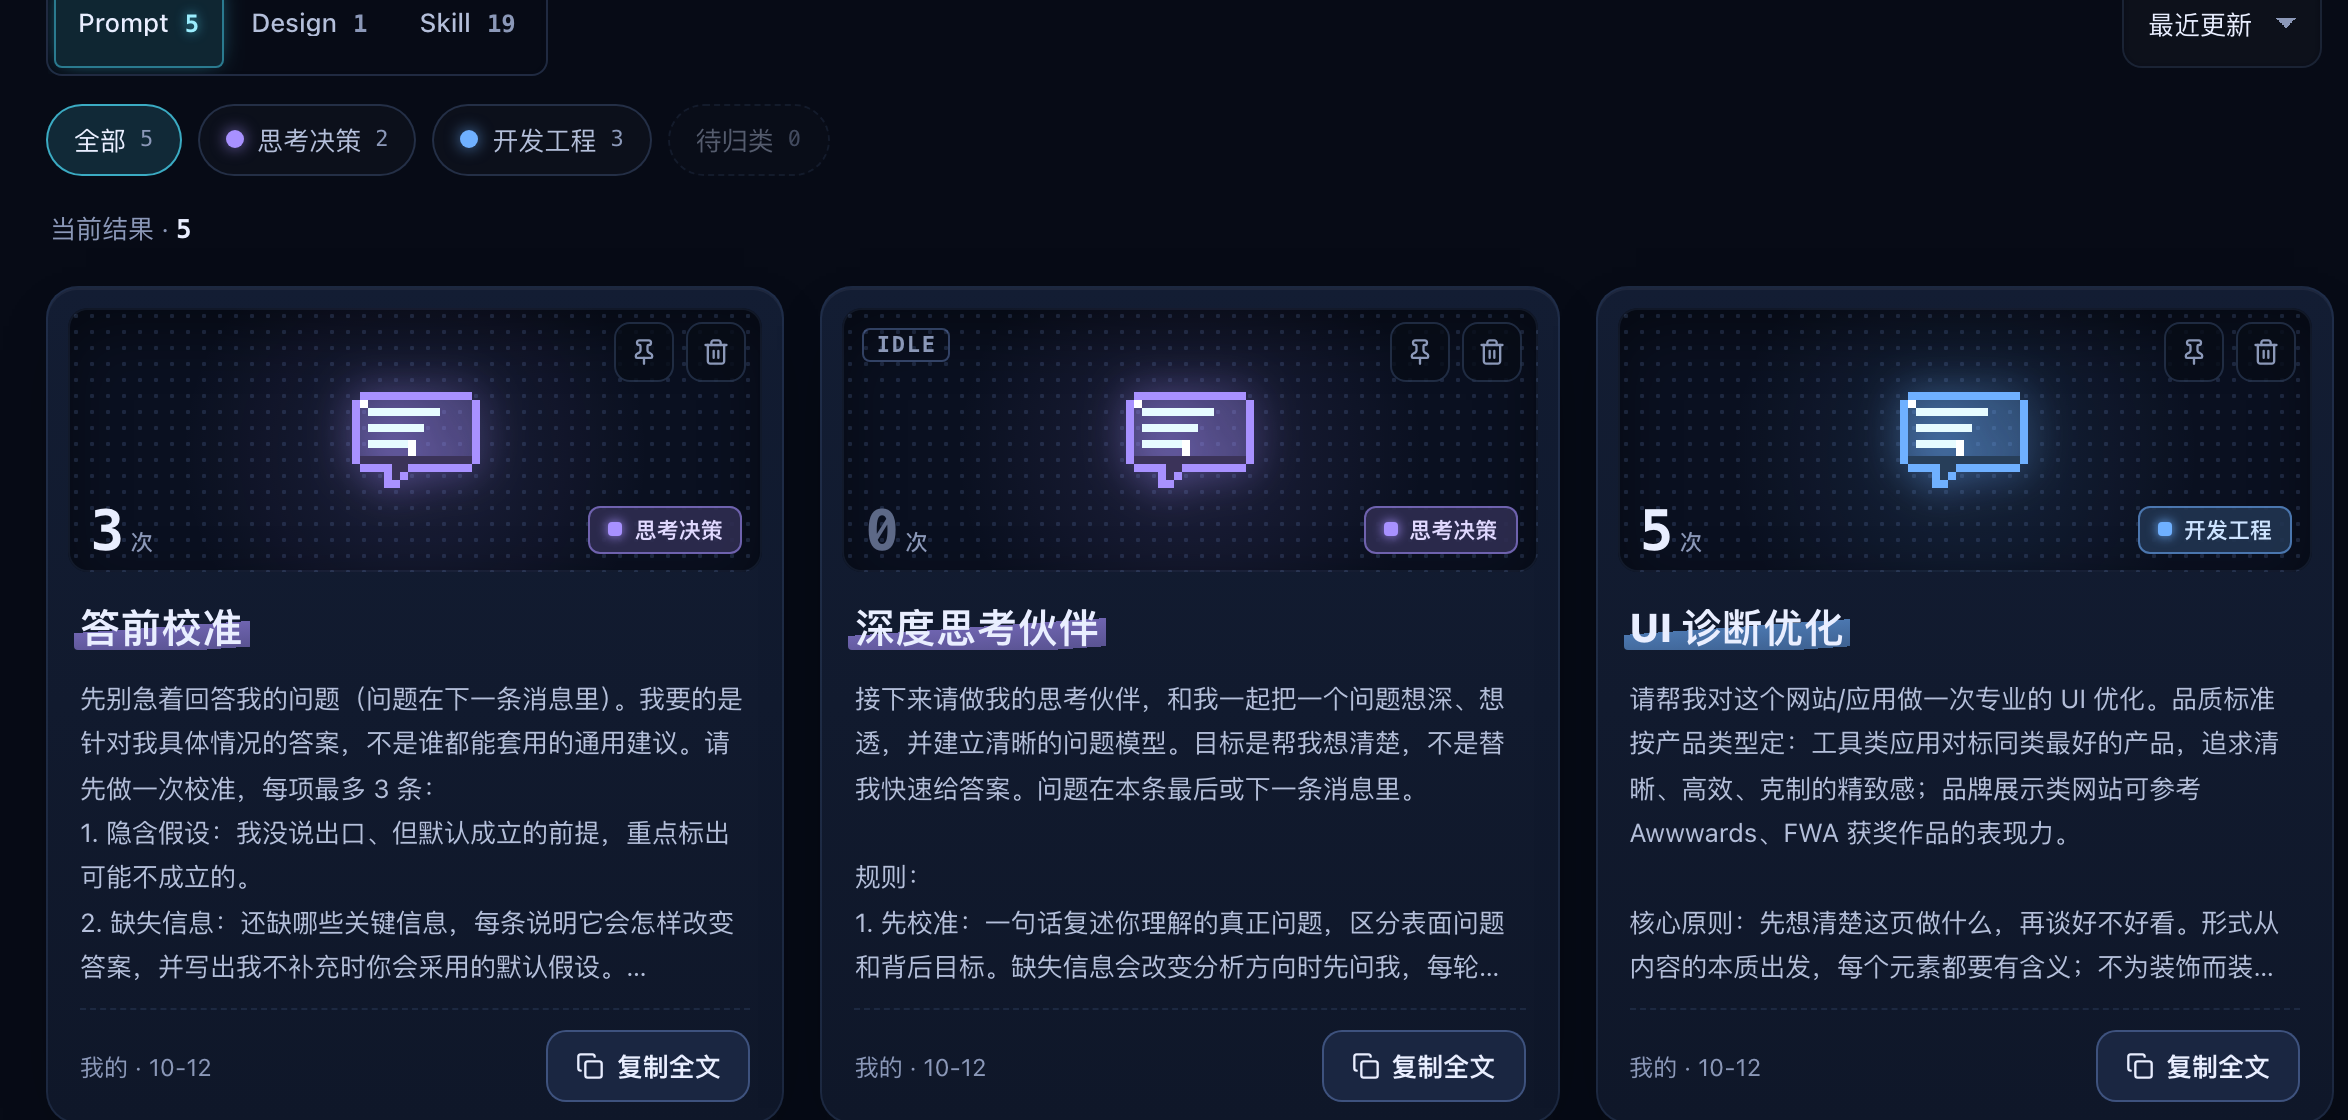 Prompt 5 Design 1 Skill 19
最近更新
全部 5 思考决策 2 开发工程 3 待归类 0
当前结果 · 5
3 次
思考决策
答前校准
先别急着回答我的问题（问题在下一条消息里）。我要的是
针对我具体情况的答案，不是谁都能套用的通用建议。请
先做一次校准，每项最多 3 条：
1. 隐含假设：我没说出口、但默认成立的前提，重点标出
可能不成立的。
2. 缺失信息：还缺哪些关键信息，每条说明它会怎样改变
答案，并写出我不补充时你会采用的默认假设。...
我的 · 10-12
复制全文
IDLE
0 次
思考决策
深度思考伙伴
接下来请做我的思考伙伴，和我一起把一个问题想深、想
透，并建立清晰的问题模型。目标是帮我想清楚，不是替
我快速给答案。问题在本条最后或下一条消息里。
规则：
1. 先校准：一句话复述你理解的真正问题，区分表面问题
和背后目标。缺失信息会改变分析方向时先问我，每轮...
我的 · 10-12
复制全文
5 次
开发工程
UI 诊断优化
请帮我对这个网站/应用做一次专业的 UI 优化。品质标准
按产品类型定：工具类应用对标同类最好的产品，追求清
晰、高效、克制的精致感；品牌展示类网站可参考
Awwwards、FWA 获奖作品的表现力。
核心原则：先想清楚这页做什么，再谈好不好看。形式从
内容的本质出发，每个元素都要有含义；不为装饰而装...
我的 · 10-12
复制全文